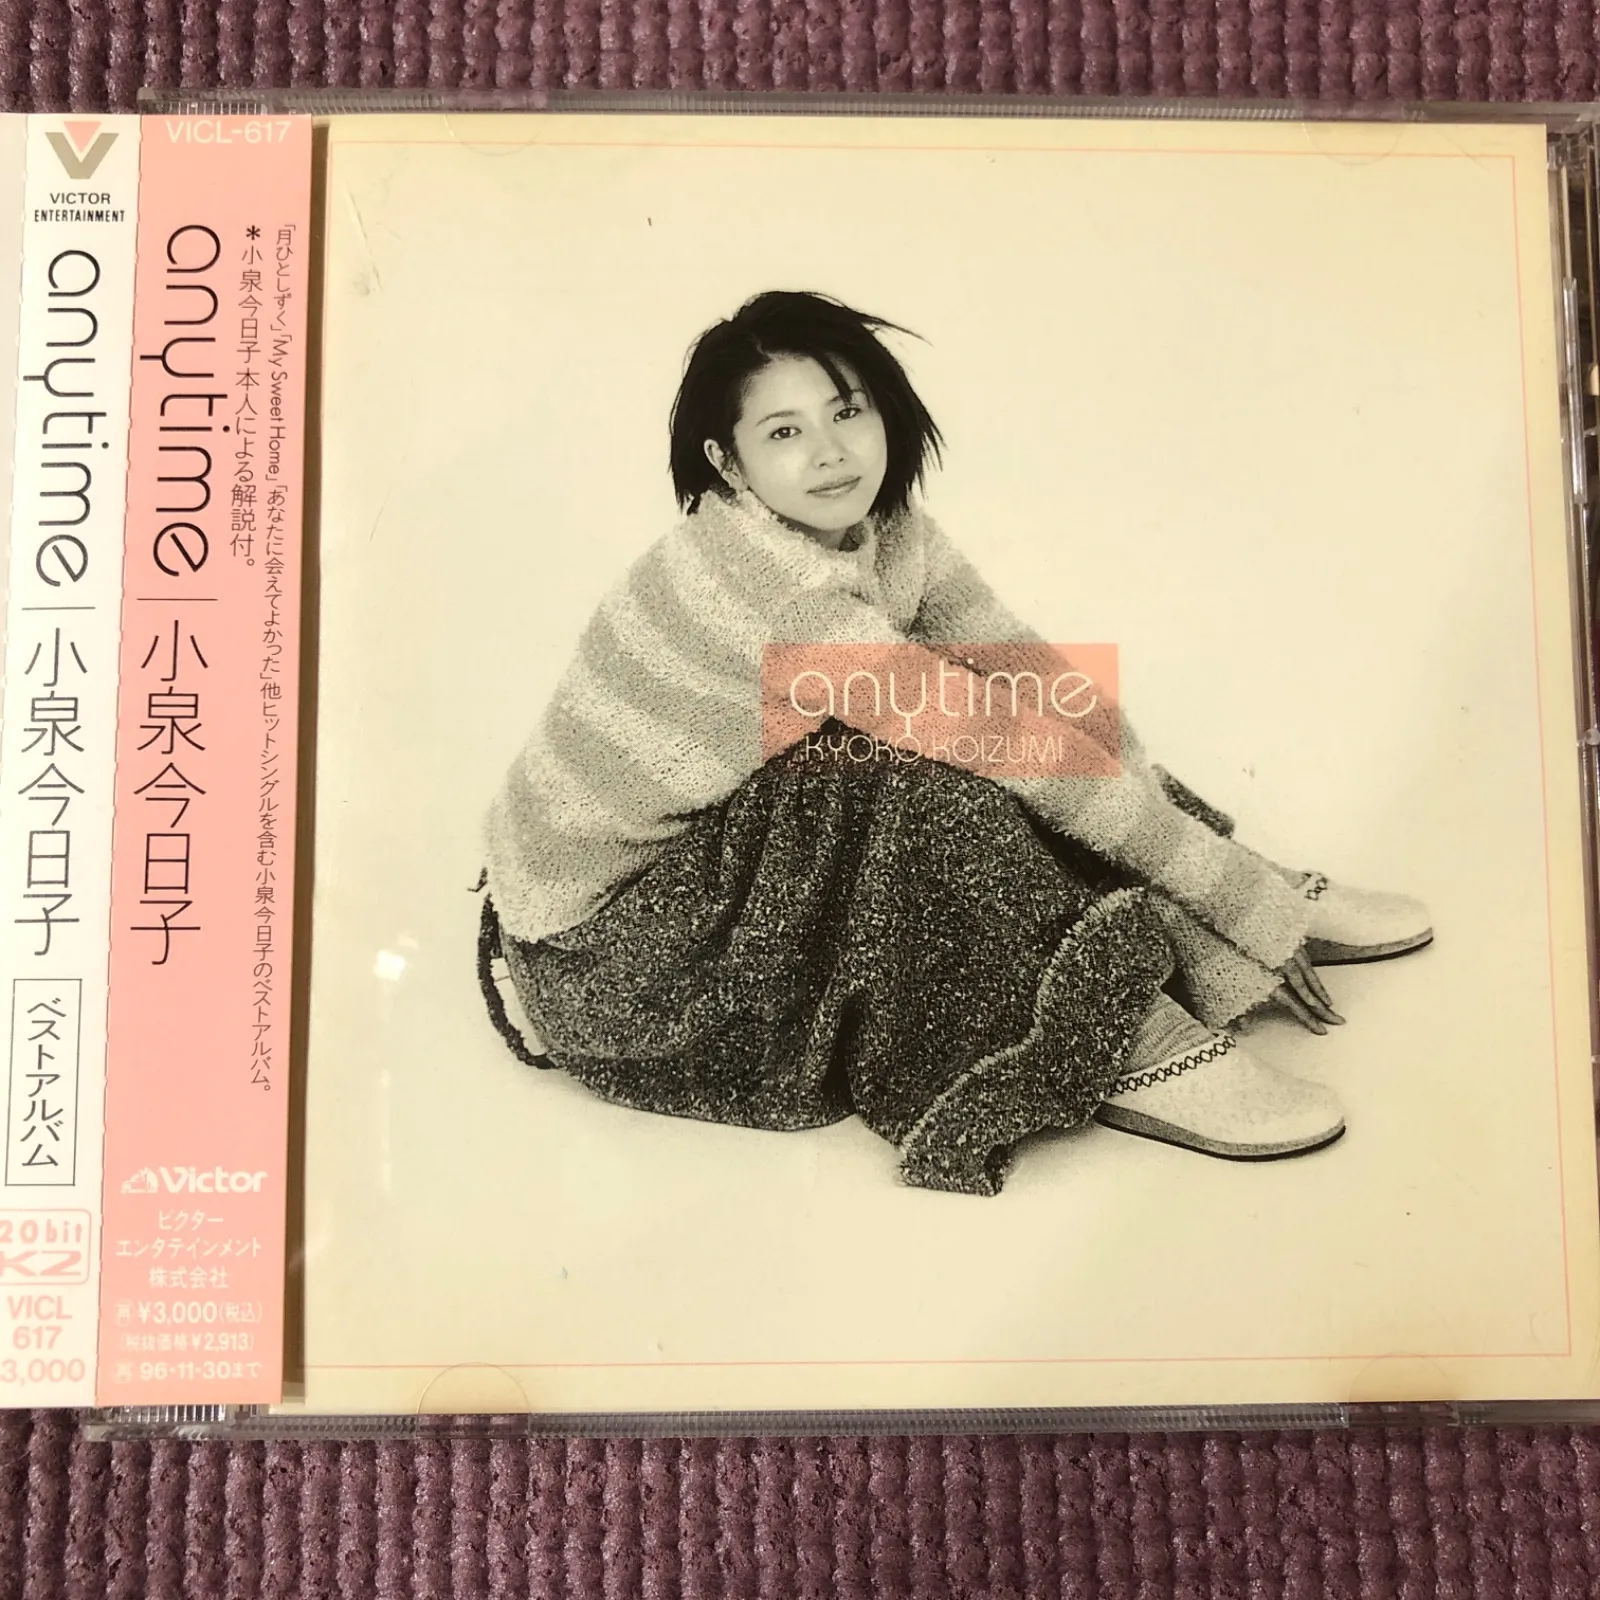 VICTOR
ENTERTAINMENT
anytime 小泉今日子
ベストアルバム
20bit
K2
VICL
617
3,000
VICL-617
anytime 小泉今日子
「月ひとしずく」「My Sweet Home」「あなたに会えてよかった」他ヒットシングルを含む小泉今日子のベストアルバム。
*小泉今日子本人による解説付。
Victor
ビクター
エンタテインメント
株式会社
再 ¥3,000(税込)
(税抜価格¥2,913)
再 96・11・30まで
anytime
KYOKO KOIZUMI